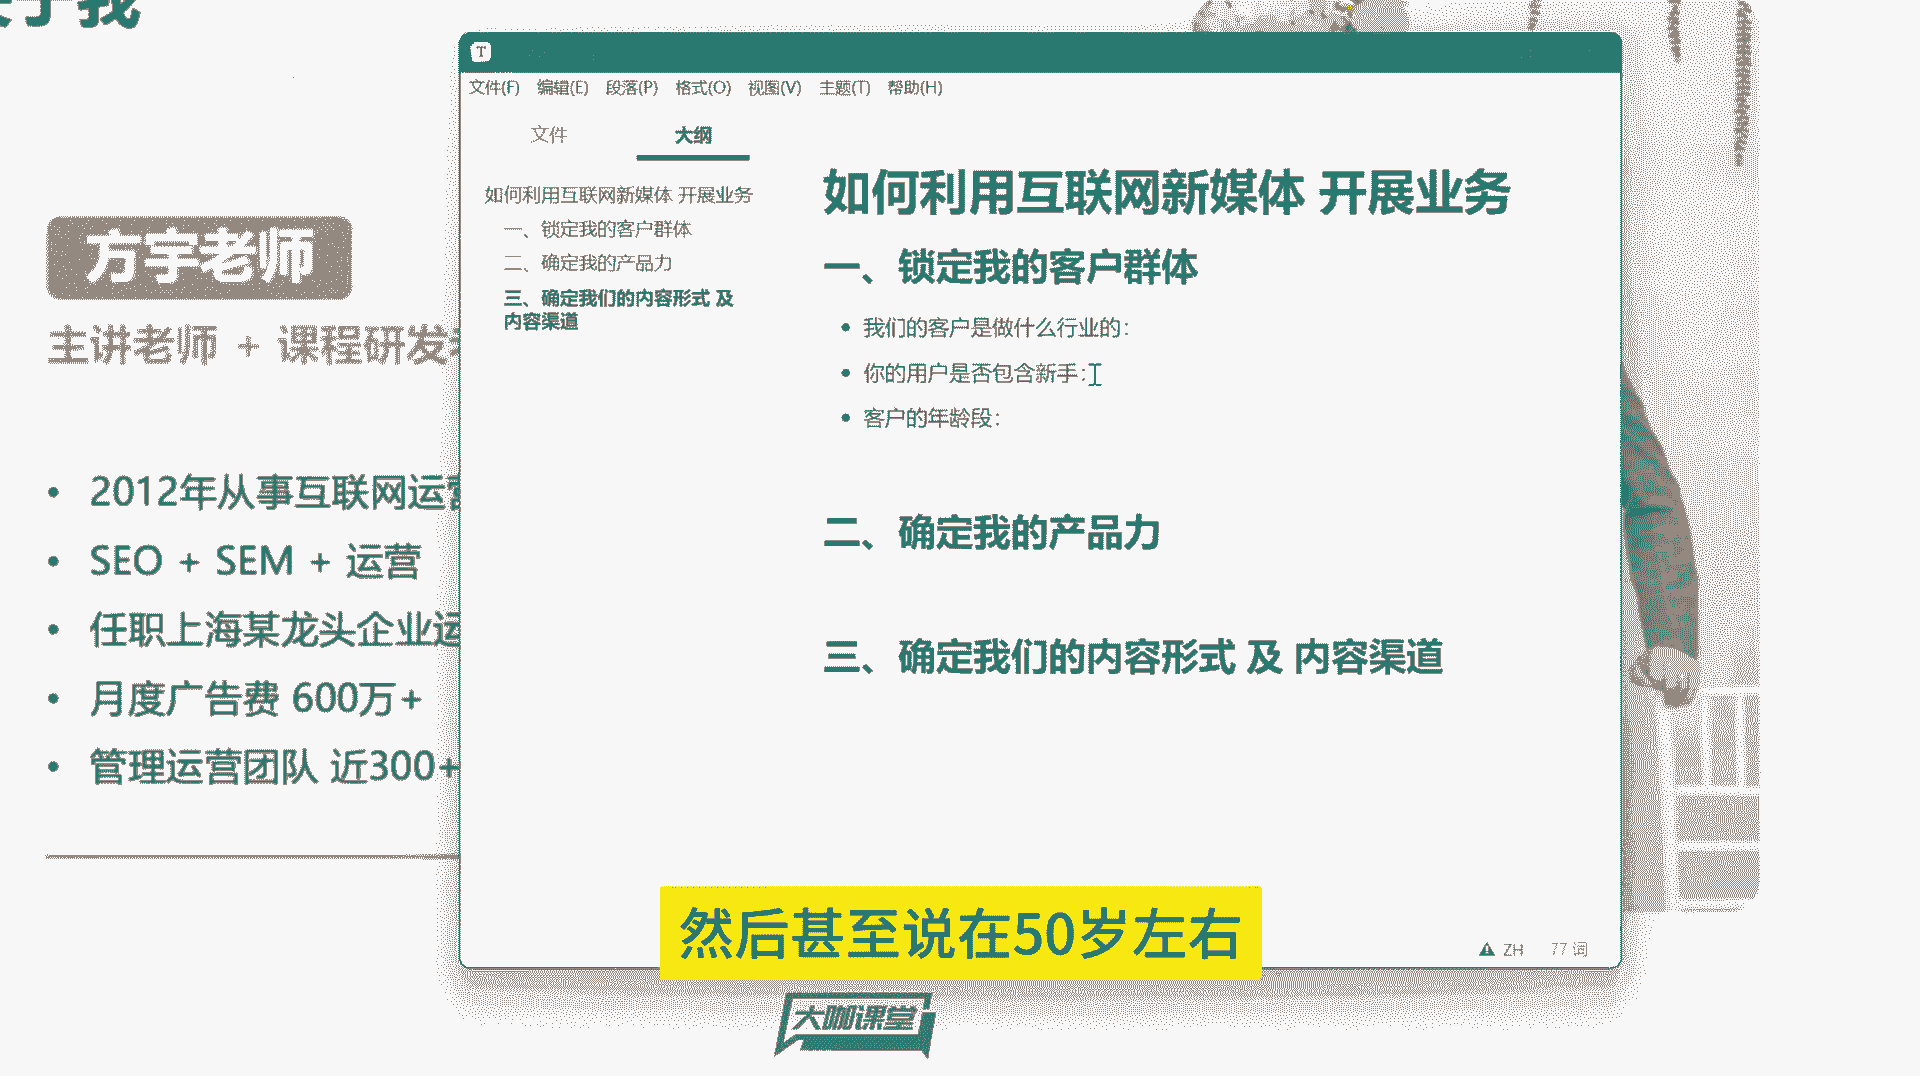 关于我
方宇老师
主讲老师 + 课程研发
2012年从事互联网运营
SEO + SEM + 运营
任职上海某龙头企业运
月度广告费 600万+
管理运营团队 近300+
T
文件(F) 编辑(E) 段落(P) 格式(O) 视图(V) 主题(T) 帮助(H)
文件 大纲
如何利用互联网新媒体 开展业务
一、锁定我的客户群体
二、确定我的产品力
三、确定我们的内容形式 及
内容渠道
如何利用互联网新媒体 开展业务
一、锁定我的客户群体
我们的客户是做什么行业的：
你的用户是否包含新手：
客户的年龄段：
二、确定我的产品力
三、确定我们的内容形式 及 内容渠道
ZH 77 词
然后甚至说在50岁左右
大咖课堂